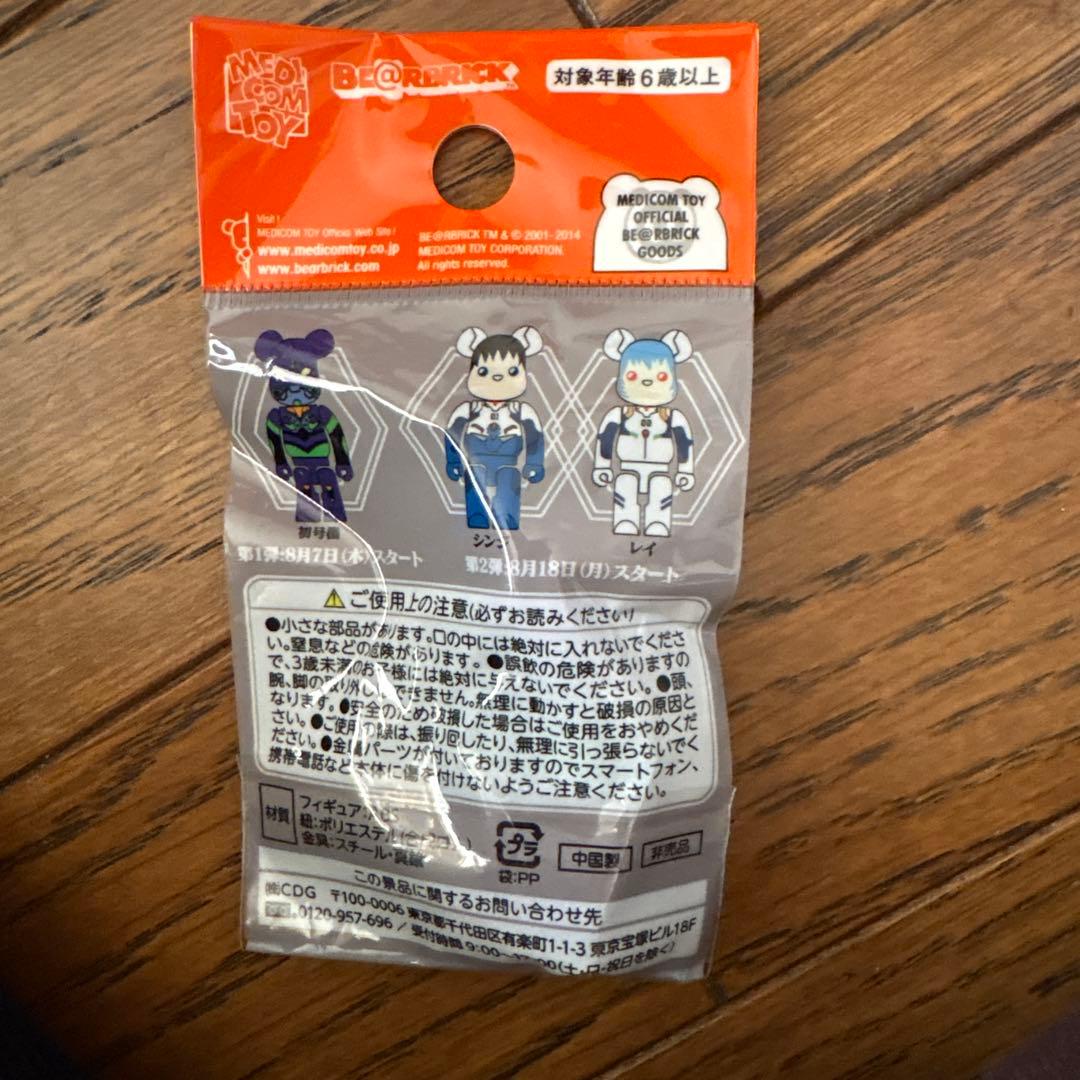 MEDI
COM
TOY
BE@RBRICK
対象年齢6歳以上
Visit !
MEDICOM TOY Official Web Site !
www.medicomtoy.co.jp
www.bearbrick.com
BE@RBRICK TM & © 2001-2014
MEDICOM TOY CORPORATION.
All rights reserved.
MEDICOM TOY
OFFICIAL
BE@RBRICK
GOODS
初号機
シンジ
レイ
第1弾:8月7日(木)スタート
第2弾:8月18日(月)スタート
ご使用上の注意(必ずお読みください)
●小さな部品があります。口の中には絶対に入れないでくださ
い。窒息などの危険があります。●誤飲の危険がありますの
で、3歳未満のお子様には絶対に与えないでください。●頭、
腕、脚の取り外しはできません。無理に動かすと破損の原因と
なります。●安全のため破損した場合はご使用をおやめくだ
さい。●ご使用の際は、振り回したり、無理に引っ張らないでく
ださい。●金属パーツが付いておりますのでスマートフォン、
携帯電話など本体に傷を付けないようご注意ください。
材質
フィギュア:
紐:ポリエステル
金具:スチール・真鍮
プラ
袋:PP
中国製
非売品
この景品に関するお問い合わせ先
㈱CDG 〒100-0006 東京都千代田区有楽町1-1-3 東京宝塚ビル18F
0120-957-696 / 受付時間 9:00~(土・日・祝日を除く)